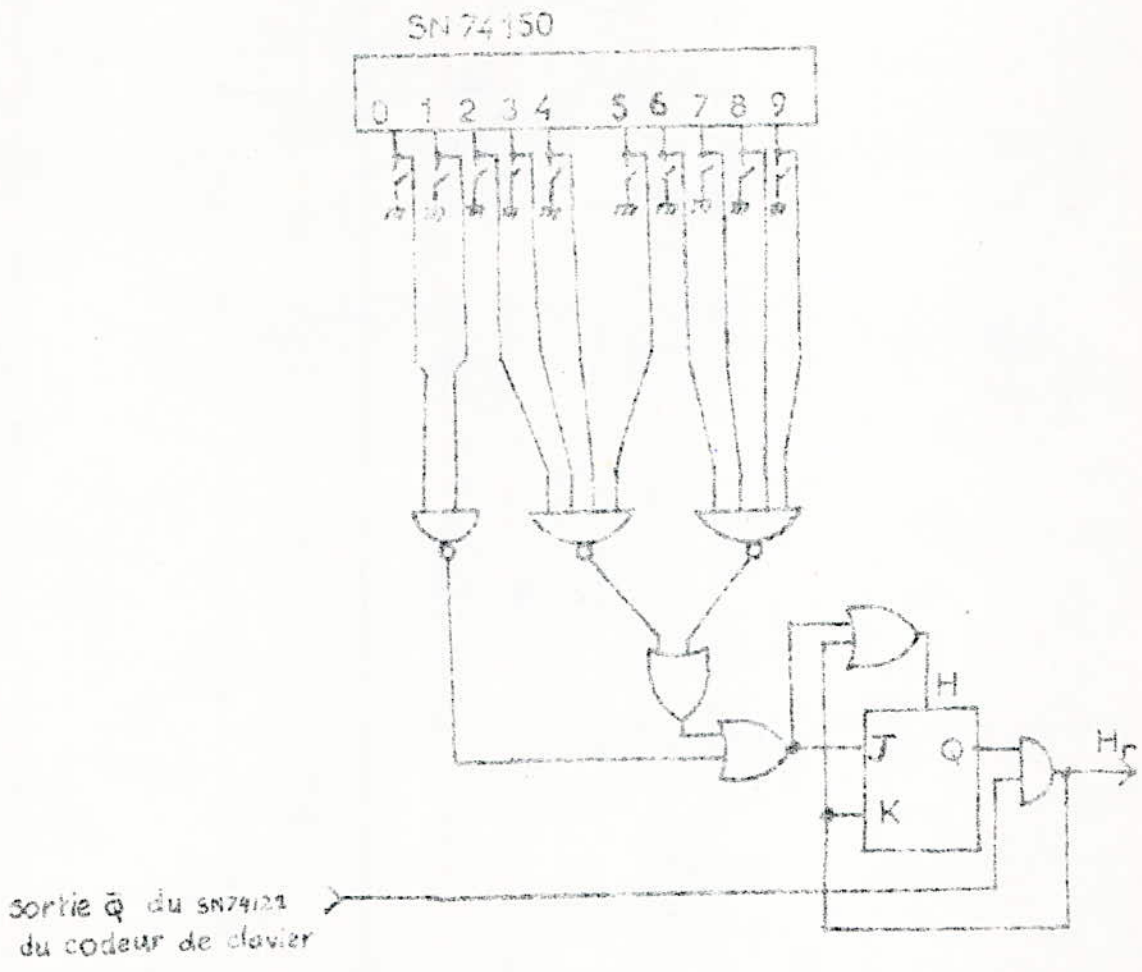 SN 74150
0 1 2 3 4 5 6 7 8 9
H
J Q
Hr
K
sortie Q̄ du SN74121
du codeur de clavier